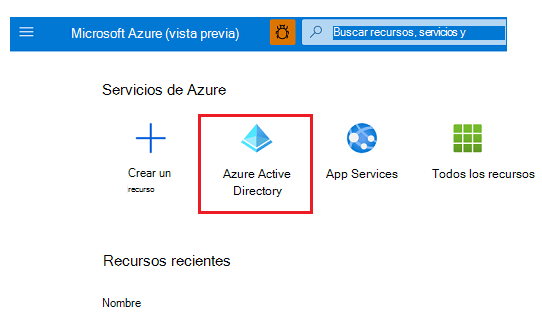 Microsoft Azure (vista previa)
Buscar recursos, servicios y
Servicios de Azure
Crear un
recurso
Azure Active
Directory
App Services
Todos los recursos
Recursos recientes
Nombre